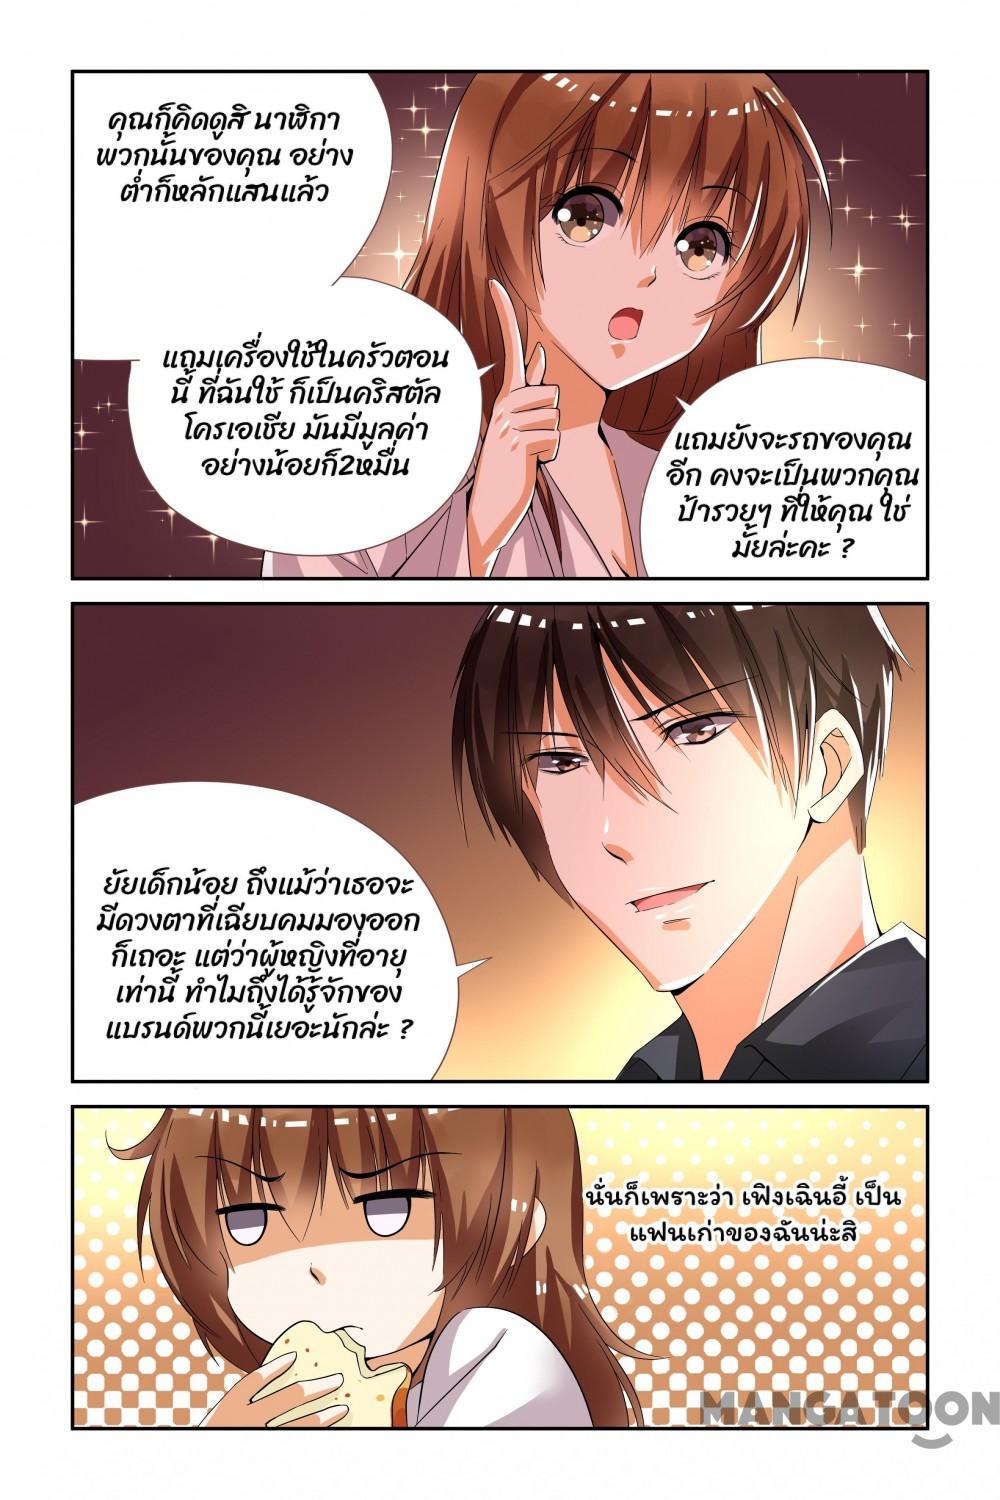 คุณก็คิดดูสิ นาฬิกา
พวกนั้นของคุณ อย่าง
ต่ำก็หลักแสนแล้ว
แถมเครื่องใช้ในครัวตอน
นี้ ที่ฉันใช้ ก็เป็นคริสตัล
โครเอเชีย มันมีมูลค่า
อย่างน้อยก็2หมื่น
แถมยังจะรถของคุณ
อีก คงจะเป็นพวกคุณ
ป้ารวยๆ ที่ให้คุณ ใช่
มั้ยล่ะคะ ?
ยัยเด็กน้อย ถึงแม้ว่าเธอจะ
มีดวงตาที่เฉียบคมมองออก
ก็เถอะ แต่ว่าผู้หญิงที่อายุ
เท่านี้ ทำไมถึงได้รู้จักของ
แบรนด์พวกนี้เยอะนักล่ะ ?
นั่นก็เพราะว่า เฟิงเฉินอี้ เป็น
แฟนเก่าของฉันน่ะสิ
MANGATOON